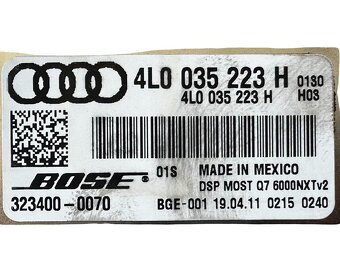 4L0 035 223 H 0130
4L0 035 223 H H03
BOSE 01S MADE IN MEXICO
DSP MOST Q7 6000NXTv2
323400-0070 BGE-001 19.04.11 0215 0240